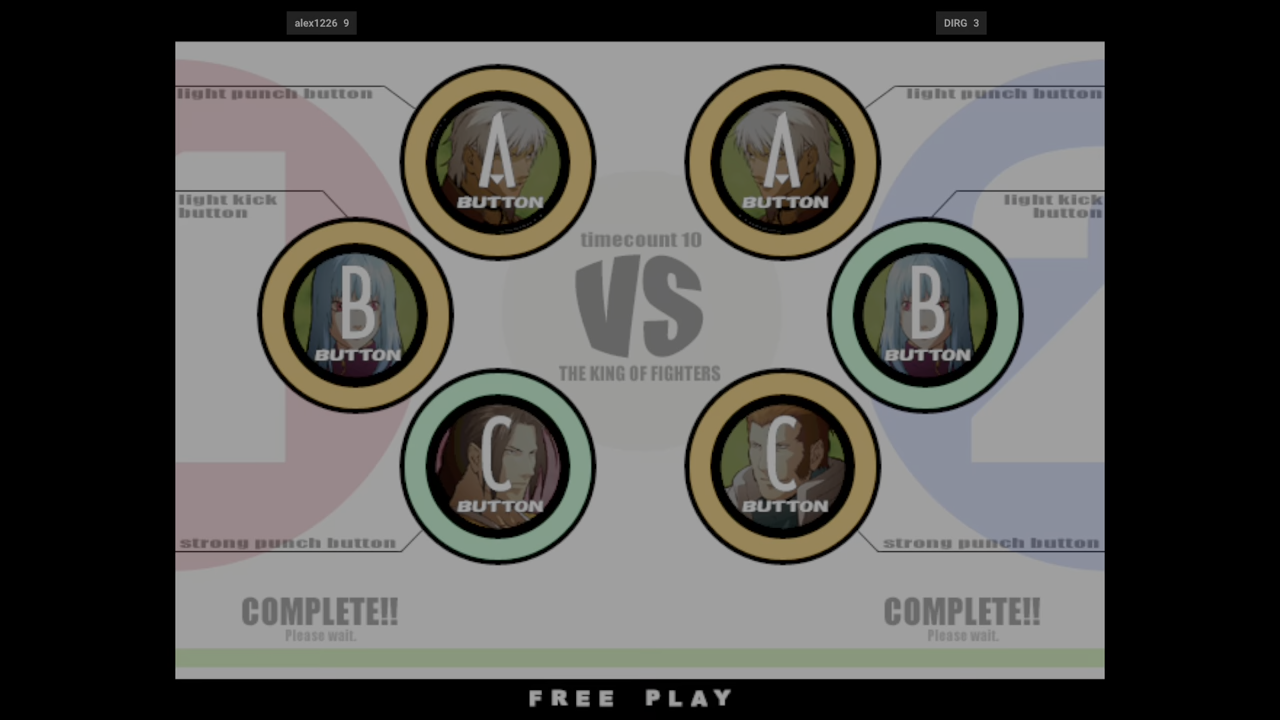 alex1226 9
DIRG 3
light punch button
light punch button
A
BUTTON
A
BUTTON
light kick
button
light kick
button
1
2
timecount 10
VS
THE KING OF FIGHTERS
B
BUTTON
B
BUTTON
C
BUTTON
C
BUTTON
strong punch button
strong punch button
COMPLETE!!
Please wait.
COMPLETE!!
Please wait.
FREE PLAY